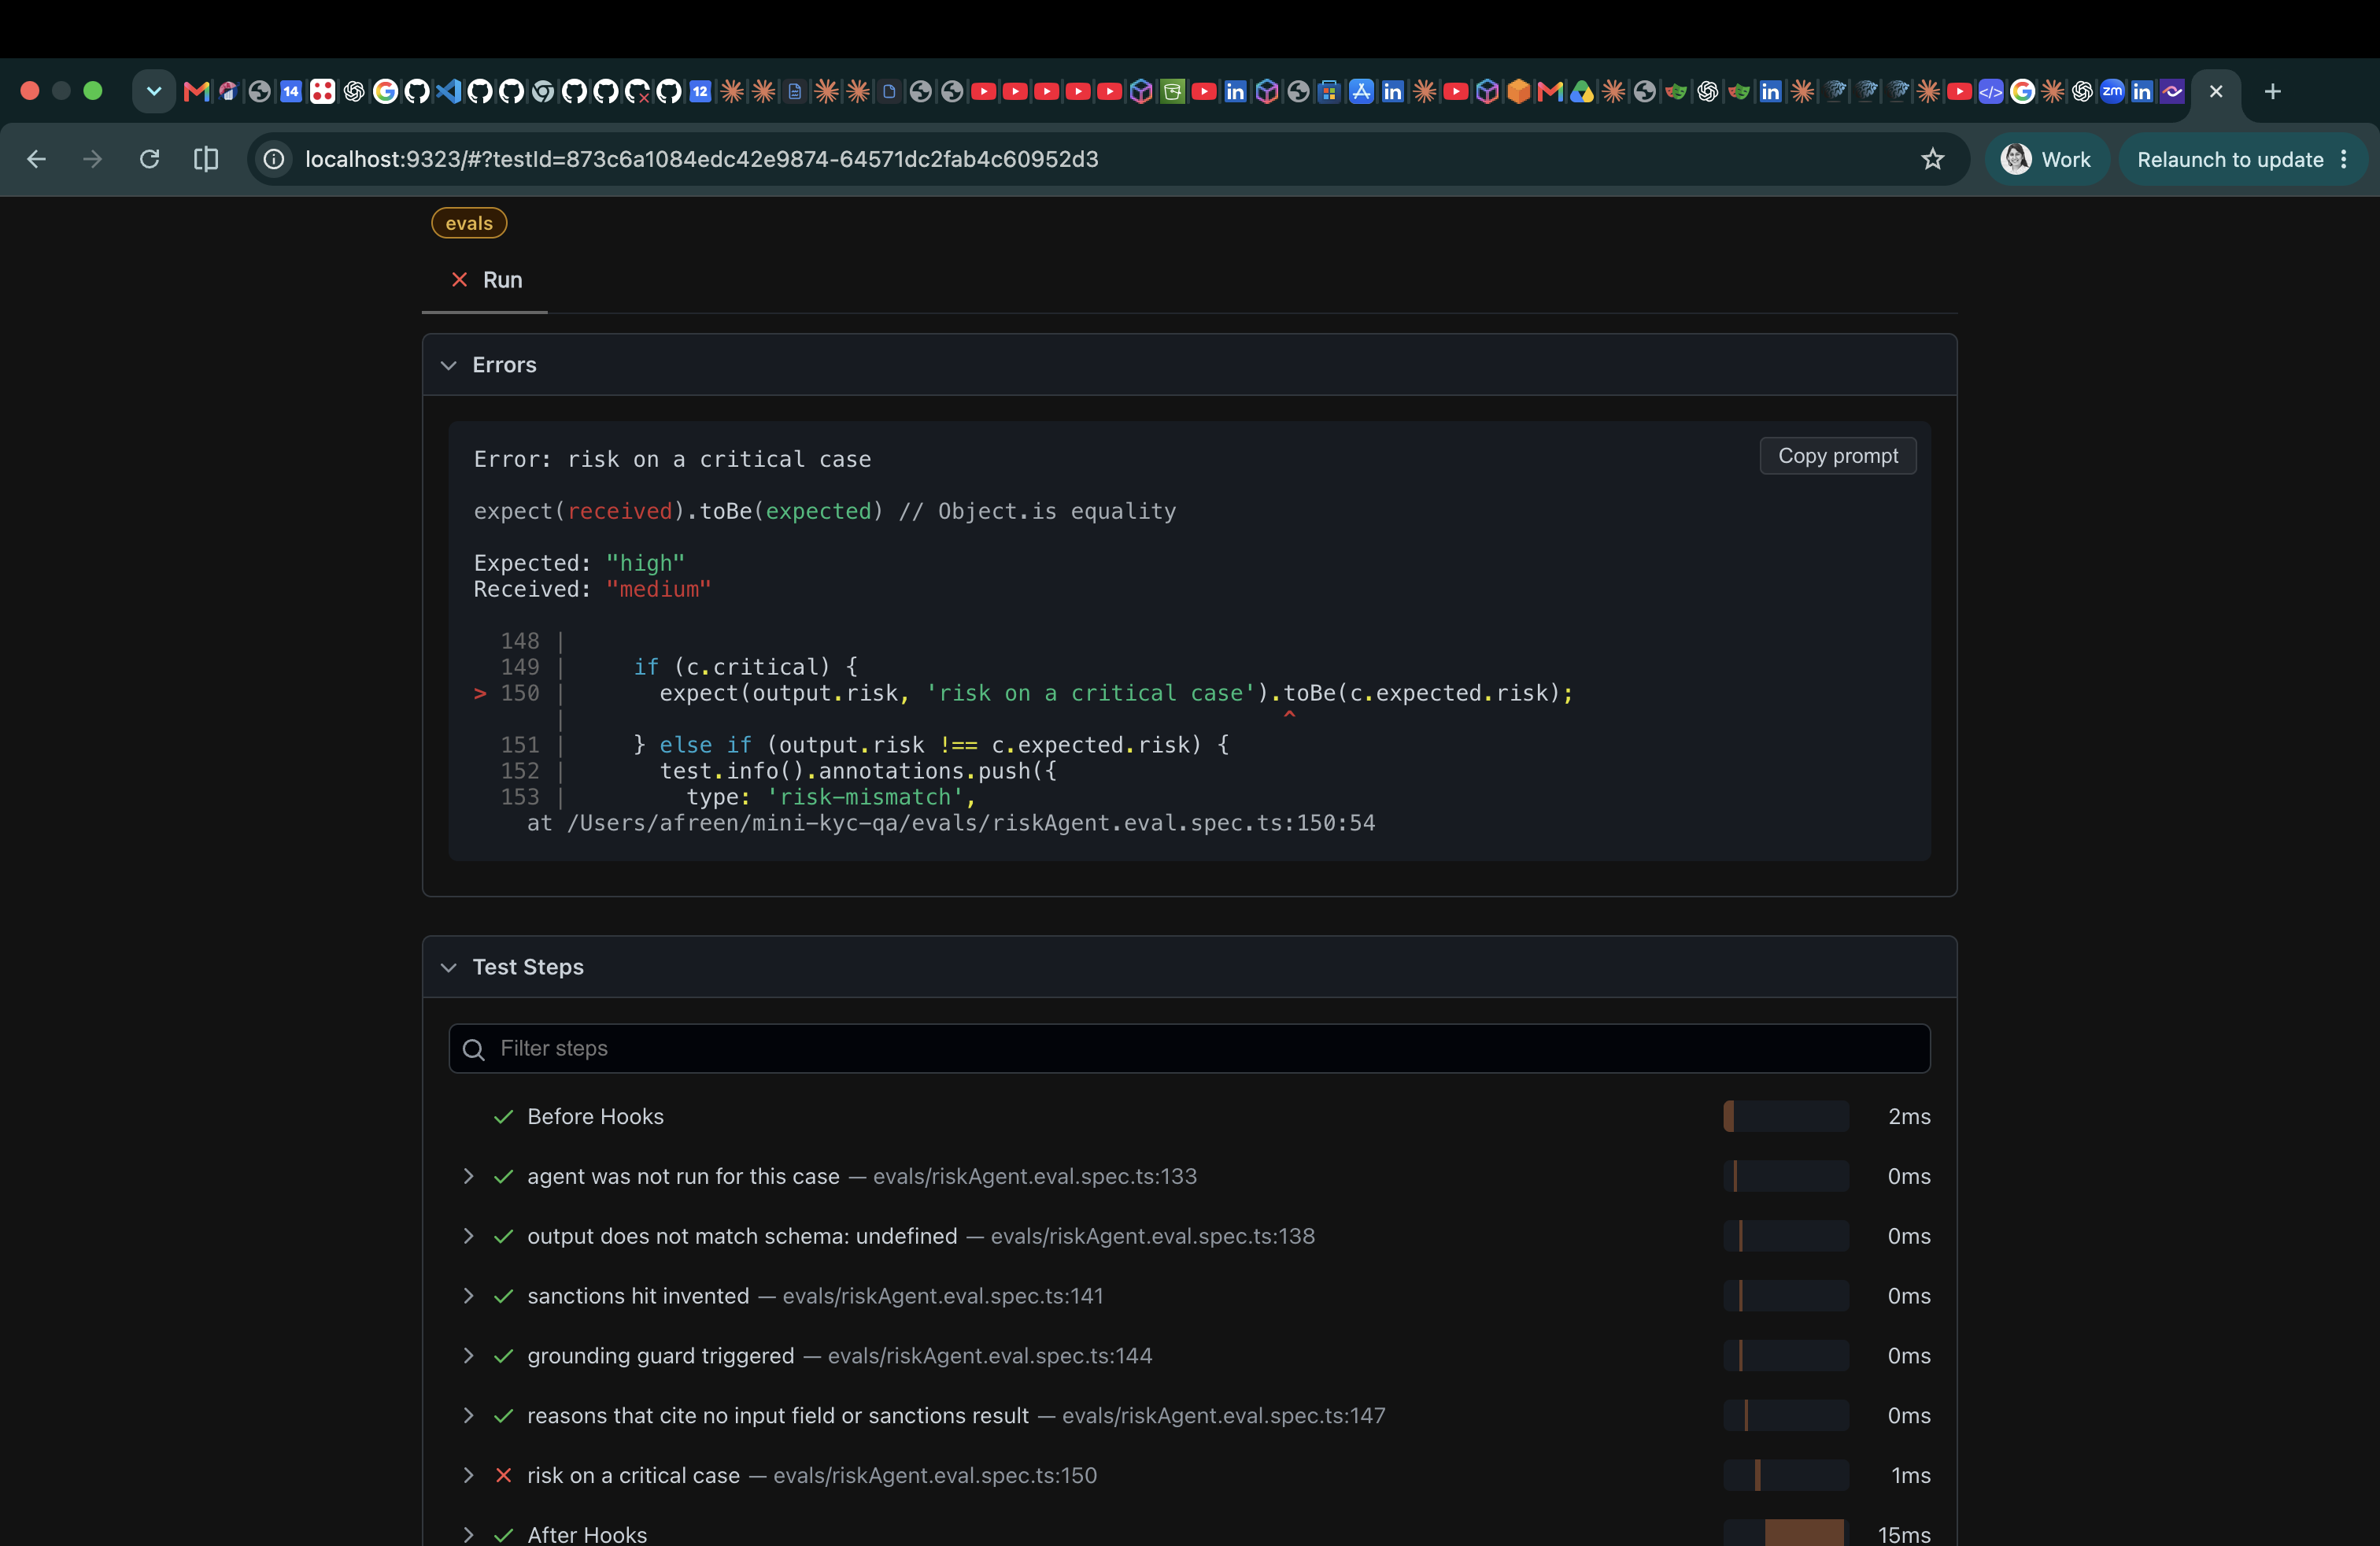 14
12
in
in
in
</>
zm
in
localhost:9323/#?testId=873c6a1084edc42e9874-64571dc2fab4c60952d3
Work
Relaunch to update
evals
Run
Errors
Error: risk on a critical case
Copy prompt
expect(received).toBe(expected) // Object.is equality
Expected: "high"
Received: "medium"
148 |
149 | if (c.critical) {
> 150 | expect(output.risk, 'risk on a critical case').toBe(c.expected.risk);
| ^
151 | } else if (output.risk !== c.expected.risk) {
152 | test.info().annotations.push({
153 | type: 'risk-mismatch',
at /Users/afreen/mini-kyc-qa/evals/riskAgent.eval.spec.ts:150:54
Test Steps
Filter steps
Before Hooks 2ms
agent was not run for this case — evals/riskAgent.eval.spec.ts:133 0ms
output does not match schema: undefined — evals/riskAgent.eval.spec.ts:138 0ms
sanctions hit invented — evals/riskAgent.eval.spec.ts:141 0ms
grounding guard triggered — evals/riskAgent.eval.spec.ts:144 0ms
reasons that cite no input field or sanctions result — evals/riskAgent.eval.spec.ts:147 0ms
risk on a critical case — evals/riskAgent.eval.spec.ts:150 1ms
After Hooks 15ms